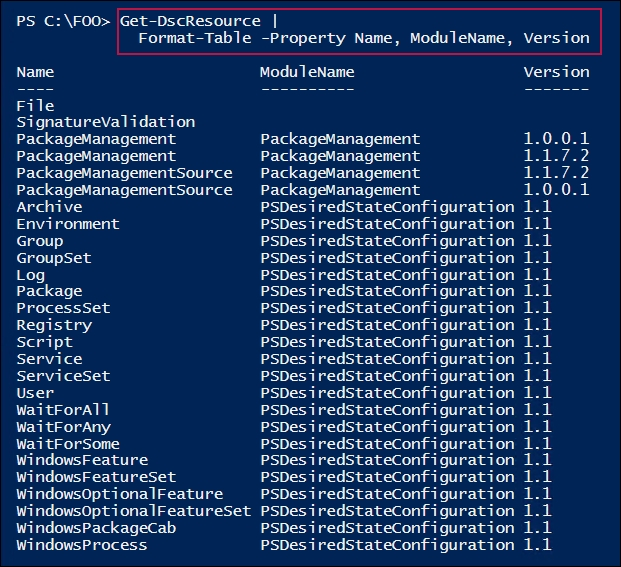 PS C:\FOO> Get-DscResource |
Format-Table -Property Name, ModuleName, Version
Name ModuleName Version
---- ---------- -------
File
SignatureValidation
PackageManagement PackageManagement 1.0.0.1
PackageManagement PackageManagement 1.1.7.2
PackageManagementSource PackageManagement 1.1.7.2
PackageManagementSource PackageManagement 1.0.0.1
Archive PSDesiredStateConfiguration 1.1
Environment PSDesiredStateConfiguration 1.1
Group PSDesiredStateConfiguration 1.1
GroupSet PSDesiredStateConfiguration 1.1
Log PSDesiredStateConfiguration 1.1
Package PSDesiredStateConfiguration 1.1
ProcessSet PSDesiredStateConfiguration 1.1
Registry PSDesiredStateConfiguration 1.1
Script PSDesiredStateConfiguration 1.1
Service PSDesiredStateConfiguration 1.1
ServiceSet PSDesiredStateConfiguration 1.1
User PSDesiredStateConfiguration 1.1
WaitForAll PSDesiredStateConfiguration 1.1
WaitForAny PSDesiredStateConfiguration 1.1
WaitForSome PSDesiredStateConfiguration 1.1
WindowsFeature PSDesiredStateConfiguration 1.1
WindowsFeatureSet PSDesiredStateConfiguration 1.1
WindowsOptionalFeature PSDesiredStateConfiguration 1.1
WindowsOptionalFeatureSet PSDesiredStateConfiguration 1.1
WindowsPackageCab PSDesiredStateConfiguration 1.1
WindowsProcess PSDesiredStateConfiguration 1.1